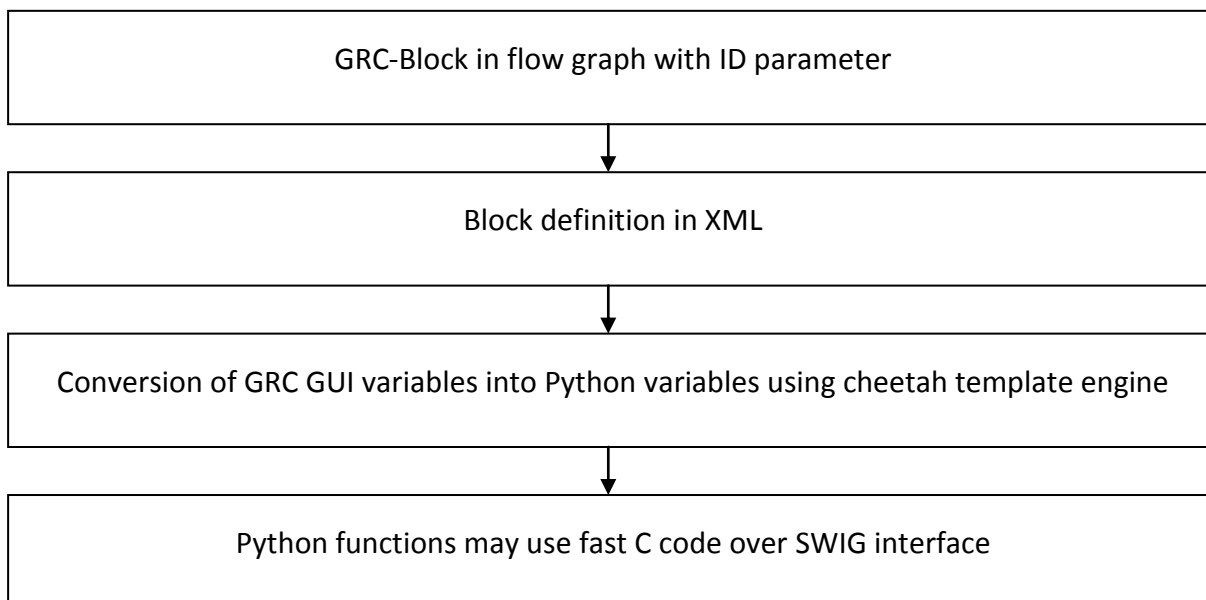 GRC-Block in flow graph with ID parameter
Block definition in XML
Conversion of GRC GUI variables into Python variables using cheetah template engine
Python functions may use fast C code over SWIG interface